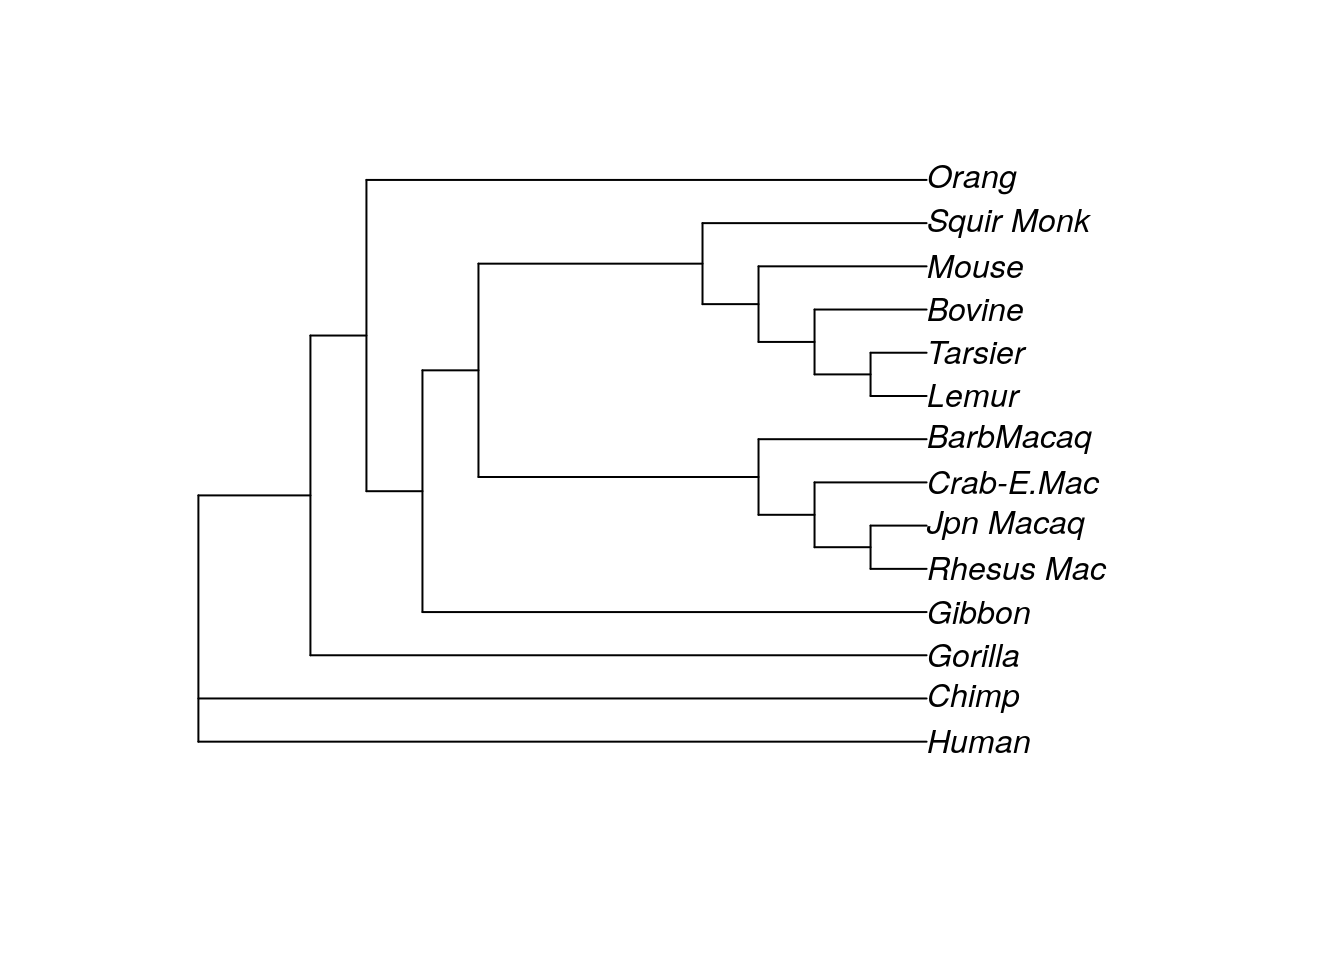 Orang
Squir Monk
Mouse
Bovine
Tarsier
Lemur
BarbMacaq
Crab-E.Mac
Jpn Macaq
Rhesus Mac
Gibbon
Gorilla
Chimp
Human